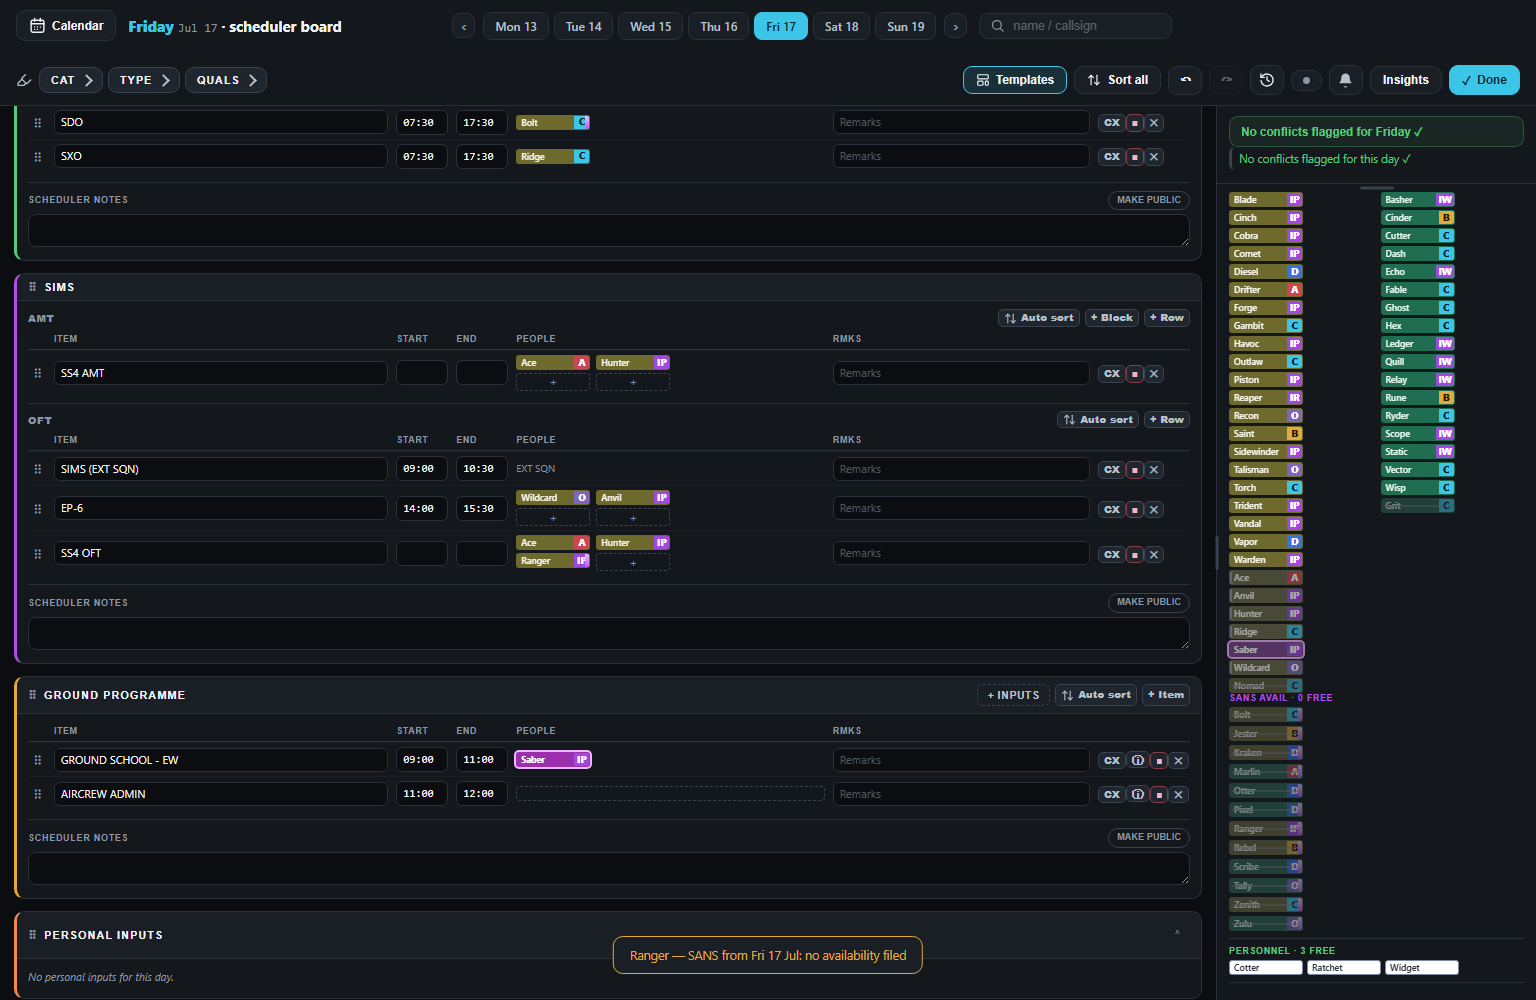 Calendar
Friday Jul 17 · scheduler board
‹
Mon 13
Tue 14
Wed 15
Thu 16
Fri 17
Sat 18
Sun 19
›
name / callsign
CAT
TYPE
QUALS
Templates
Sort all
Insights
✓ Done
SDO 07:30 17:30 Bolt C Remarks CX
SXO 07:30 17:30 Ridge C Remarks CX
SCHEDULER NOTES MAKE PUBLIC
SIMS
AMT Auto sort + Block + Row
ITEM START END PEOPLE RMKS
SS4 AMT Ace A Hunter IP Remarks CX
+ +
OFT Auto sort + Row
ITEM START END PEOPLE RMKS
SIMS (EXT SQN) 09:00 10:30 EXT SQN Remarks CX
EP-6 14:00 15:30 Wildcard O Anvil IP Remarks CX
+ +
SS4 OFT Ace A Hunter IP Remarks CX
Ranger IP +
SCHEDULER NOTES MAKE PUBLIC
GROUND PROGRAMME + INPUTS Auto sort + Item
ITEM START END PEOPLE RMKS
GROUND SCHOOL - EW 09:00 11:00 Saber IP Remarks CX
AIRCREW ADMIN 11:00 12:00 Remarks CX
SCHEDULER NOTES MAKE PUBLIC
PERSONAL INPUTS
No personal inputs for this day.
Ranger — SANS from Fri 17 Jul: no availability filed
No conflicts flagged for Friday ✓
No conflicts flagged for this day ✓
Blade IP
Cinch IP
Cobra IP
Comet IP
Diesel D
Drifter A
Forge IP
Gambit C
Havoc IP
Outlaw C
Piston IP
Reaper IR
Recon O
Saint B
Sidewinder IP
Talisman O
Torch C
Trident IP
Vandal IP
Vapor D
Warden IP
Ace A
Anvil IP
Hunter IP
Ridge C
Saber IP
Wildcard O
Nomad C
Basher IW
Cinder B
Cutter C
Dash C
Echo IW
Fable C
Ghost C
Hex C
Ledger IW
Quill IW
Relay IW
Rune B
Ryder C
Scope IW
Static IW
Vector C
Wisp C
Grit C
SANS AVAIL · 0 FREE
Bolt C
Jester B
Kraken D
Marlin A
Otter D
Pixel D
Ranger IP
Rebel B
Scribe D
Tally O
Zenith C
Zulu O
PERSONNEL · 3 FREE
Cotter
Ratchet
Widget